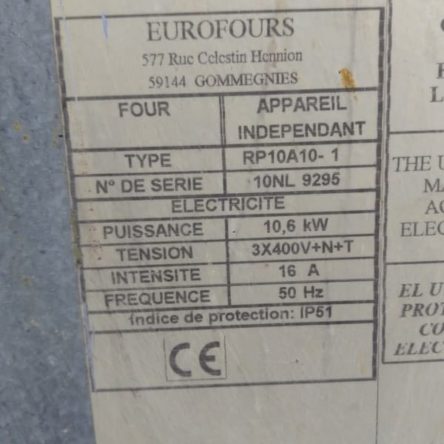 EUROFOURS
577 Rue Celestin Hennion
59144 GOMMEGNIES
FOUR APPAREIL INDEPENDANT
TYPE RP10A10- 1
N° DE SERIE 10NL 9295
ELECTRICITE
PUISSANCE 10,6 kW
TENSION 3X400V+N+T
INTENSITE 16 A
FREQUENCE 50 Hz
índice de protection: IP51
CE
THE U
MA
AC
ELEC
EL U
PROT
CO
ELEC